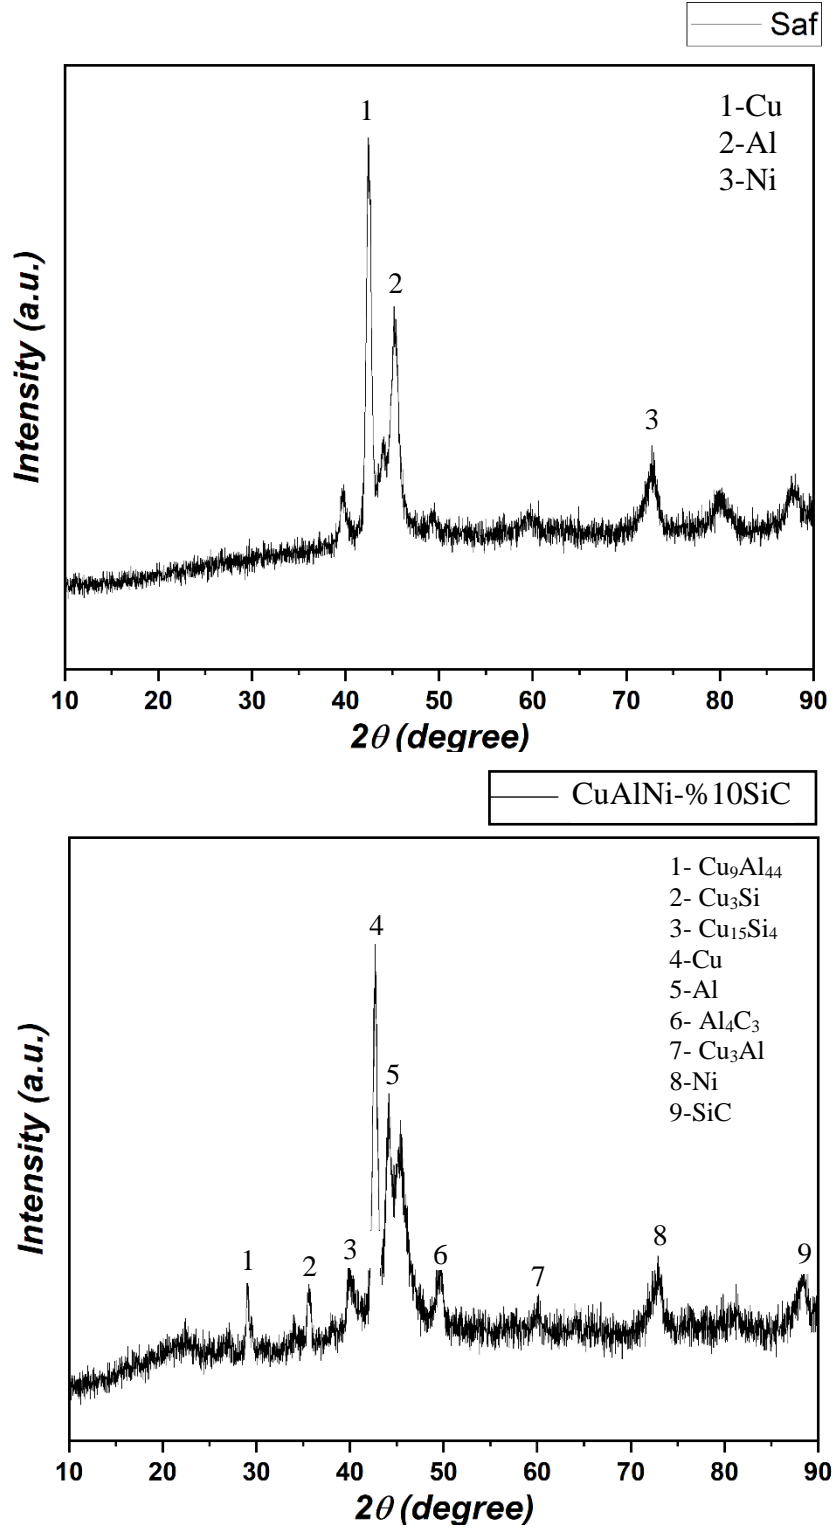 Saf
1-Cu
2-Al
3-Ni
1
2
3
Intensity (a.u.)
10 20 30 40 50 60 70 80 90
2θ (degree)
CuAlNi-%10SiC
1- Cu₉Al₄₄
2- Cu₃Si
3- Cu₁₅Si₄
4-Cu
5-Al
6- Al₄C₃
7- Cu₃Al
8-Ni
9-SiC
4
5
1
2
3
6
7
8
9
Intensity (a.u.)
10 20 30 40 50 60 70 80 90
2θ (degree)